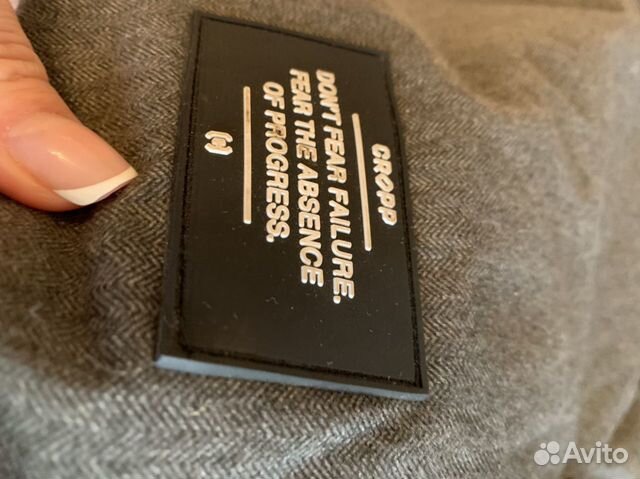 CROPP
DON'T FEAR FAILURE.
FEAR THE ABSENCE
OF PROGRESS.
(c)
Avito